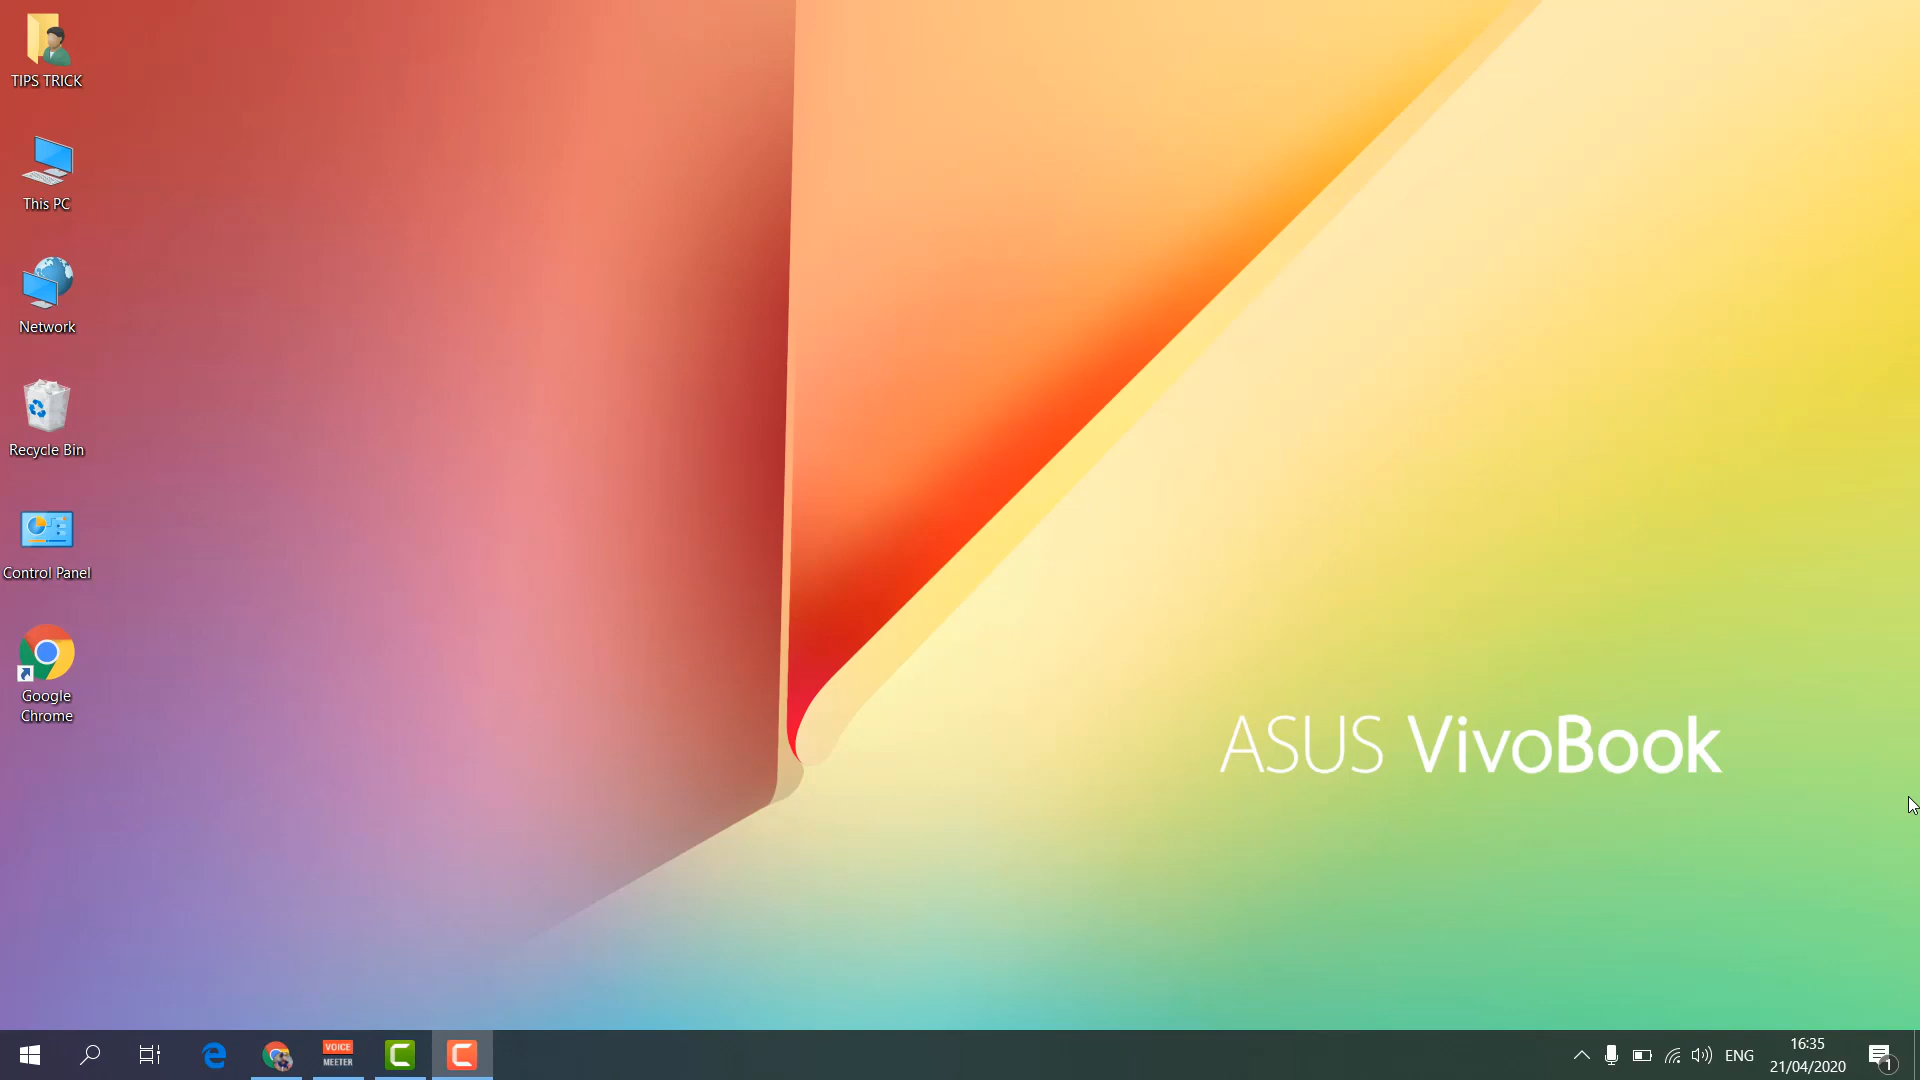 TIPS TRICK
This PC
Network
Recycle Bin
Control Panel
Google
Chrome
ASUS VivoBook
VOICE
MEETER
ENG
16:35
21/04/2020
1